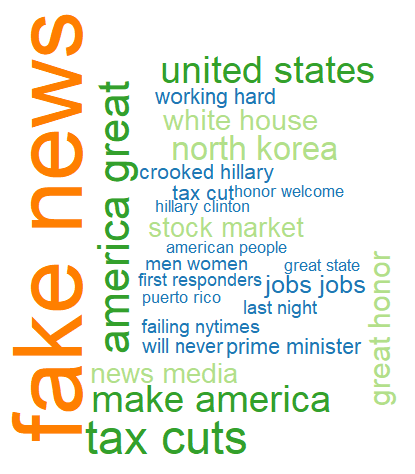 fake news
america great
united states
working hard
white house
north korea
crooked hillary
tax cut
honor welcome
hillary clinton
stock market
american people
men women
great state
first responders
jobs jobs
puerto rico
last night
failing nytimes
will never
prime minister
great honor
news media
make america
tax cuts